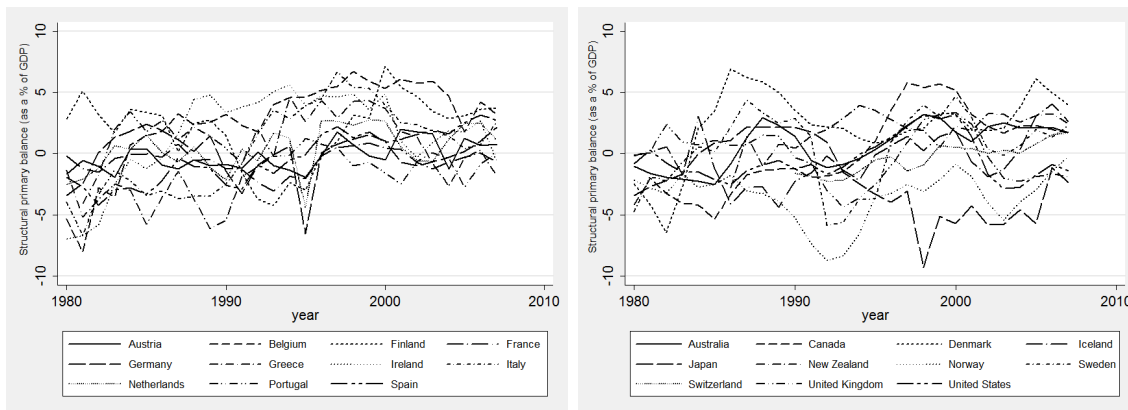 Structural primary balance (as a % of GDP)
10
5
0
-5
-10
1980 1990 2000 2010
year
Austria Belgium Finland France
Germany Greece Ireland Italy
Netherlands Portugal Spain
Structural primary balance (as a % of GDP)
10
5
0
-5
-10
1980 1990 2000 2010
year
Australia Canada Denmark Iceland
Japan New Zealand Norway Sweden
Switzerland United Kingdom United States